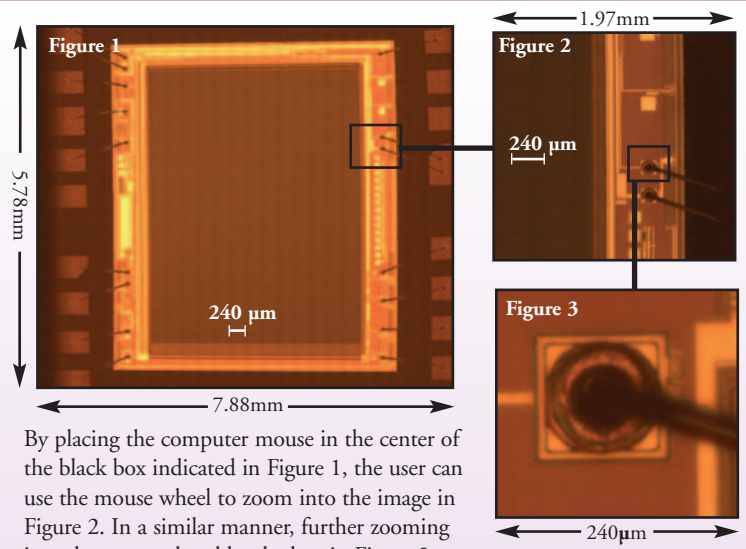 Figure 1
5.78mm
240 µm
7.88mm
1.97mm
Figure 2
240 µm
Figure 3
240µm
By placing the computer mouse in the center of
the black box indicated in Figure 1, the user can
use the mouse wheel to zoom into the image in
Figure 2. In a similar manner, further zooming